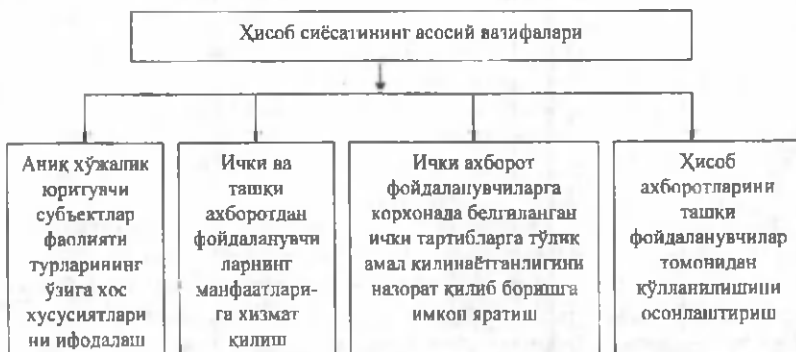 Ҳисоб сиёсатининг асосий вазифалари
Аниқ хўжалик
юритувчи
субъектлар
фаолияти
турларининг
ўзига хос
хусусиятлари
ни ифодалаш
Ички ва
ташқи
ахборотдан
фойдаланувчи
ларнинг
манфаатлари-
га хизмат
қилиш
Ички ахборот
фойдаланувчиларга
корхонада белгиланган
ички тартибларга тўлиқ
амал килинаётганлигини
назорат қилиб боришга
имкон яратиш
Ҳисоб
ахборотларини
ташқи
фойдаланувчилар
томонидан
қўлланилишини
осонлаштириш